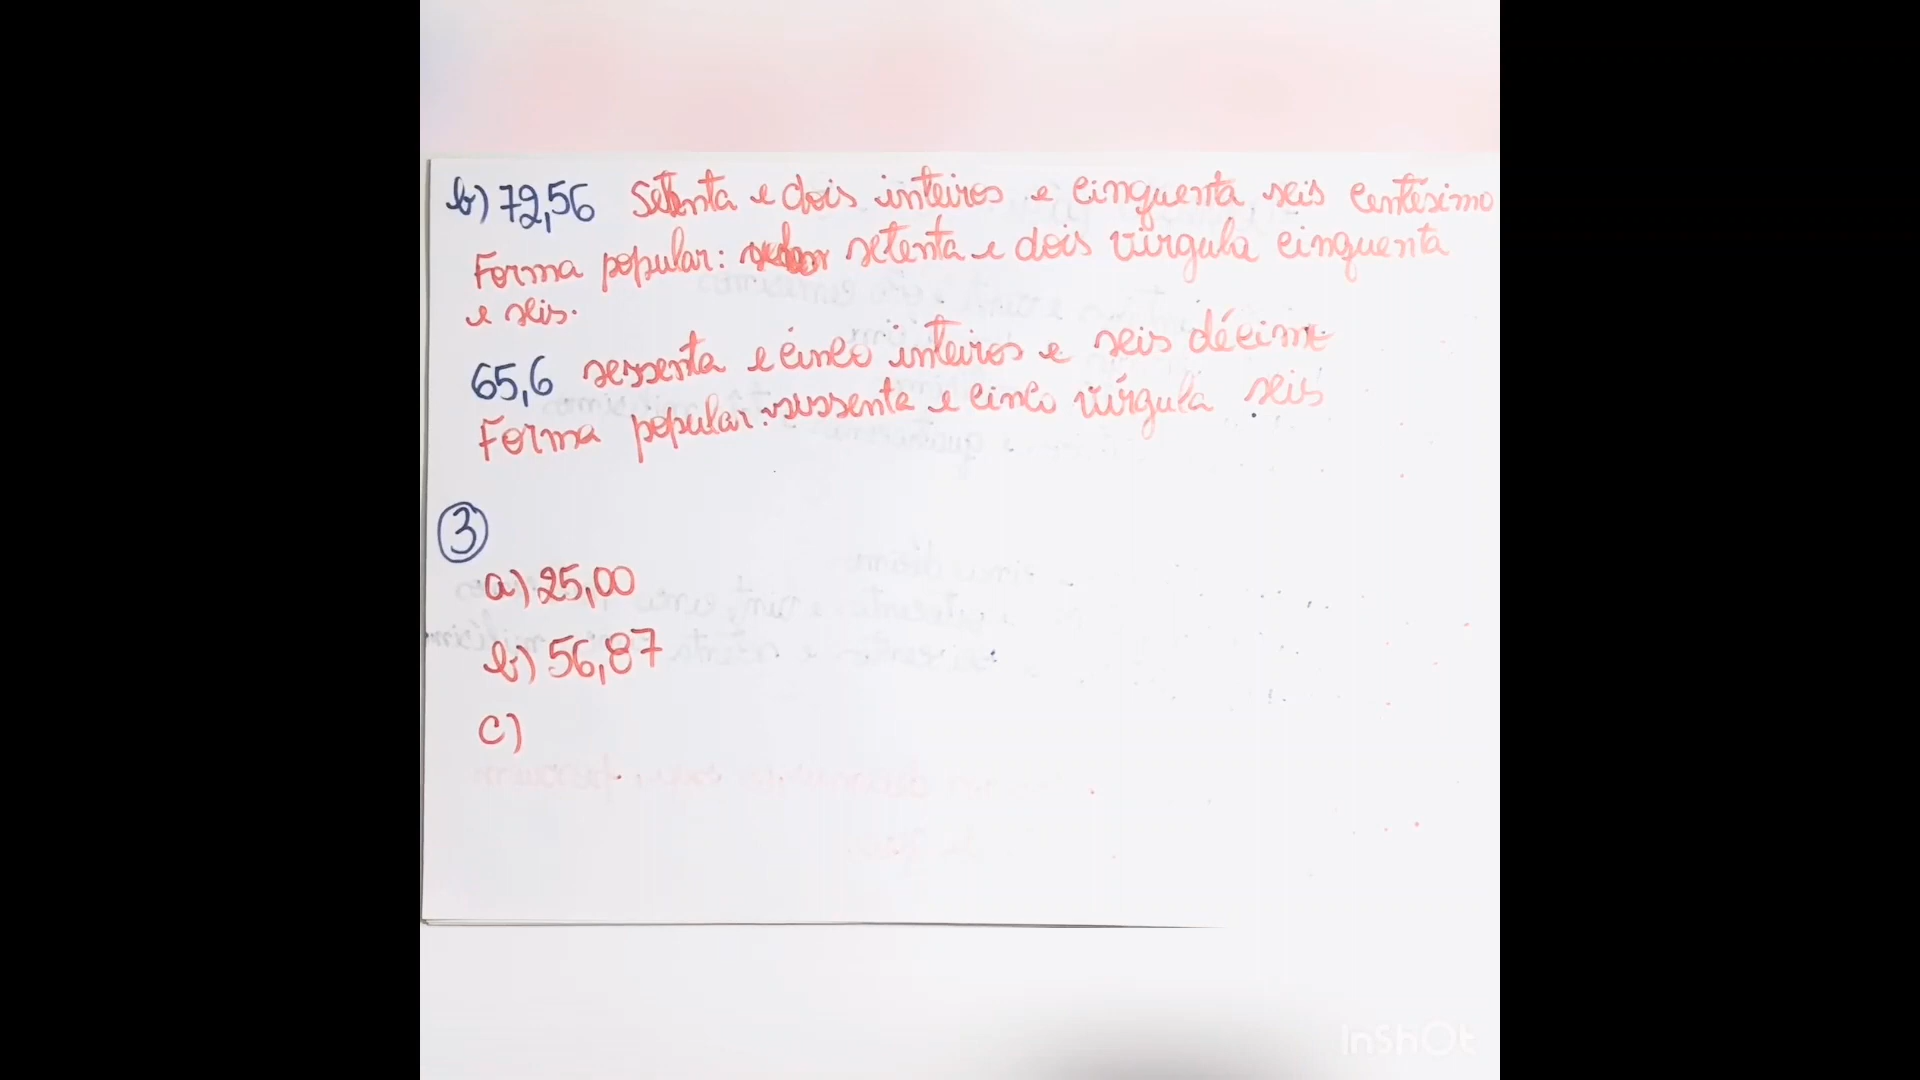 b) 72,56 Setenta e dois inteiros e cinquenta seis centésimo
Forma popular: setenta e dois vírgula cinquenta
e seis.
65,6 sessenta e cinco inteiros e seis décim
Forma popular: sessenta e cinco vírgula seis
3
a) 25,00
b) 56,87
c)
InShOt